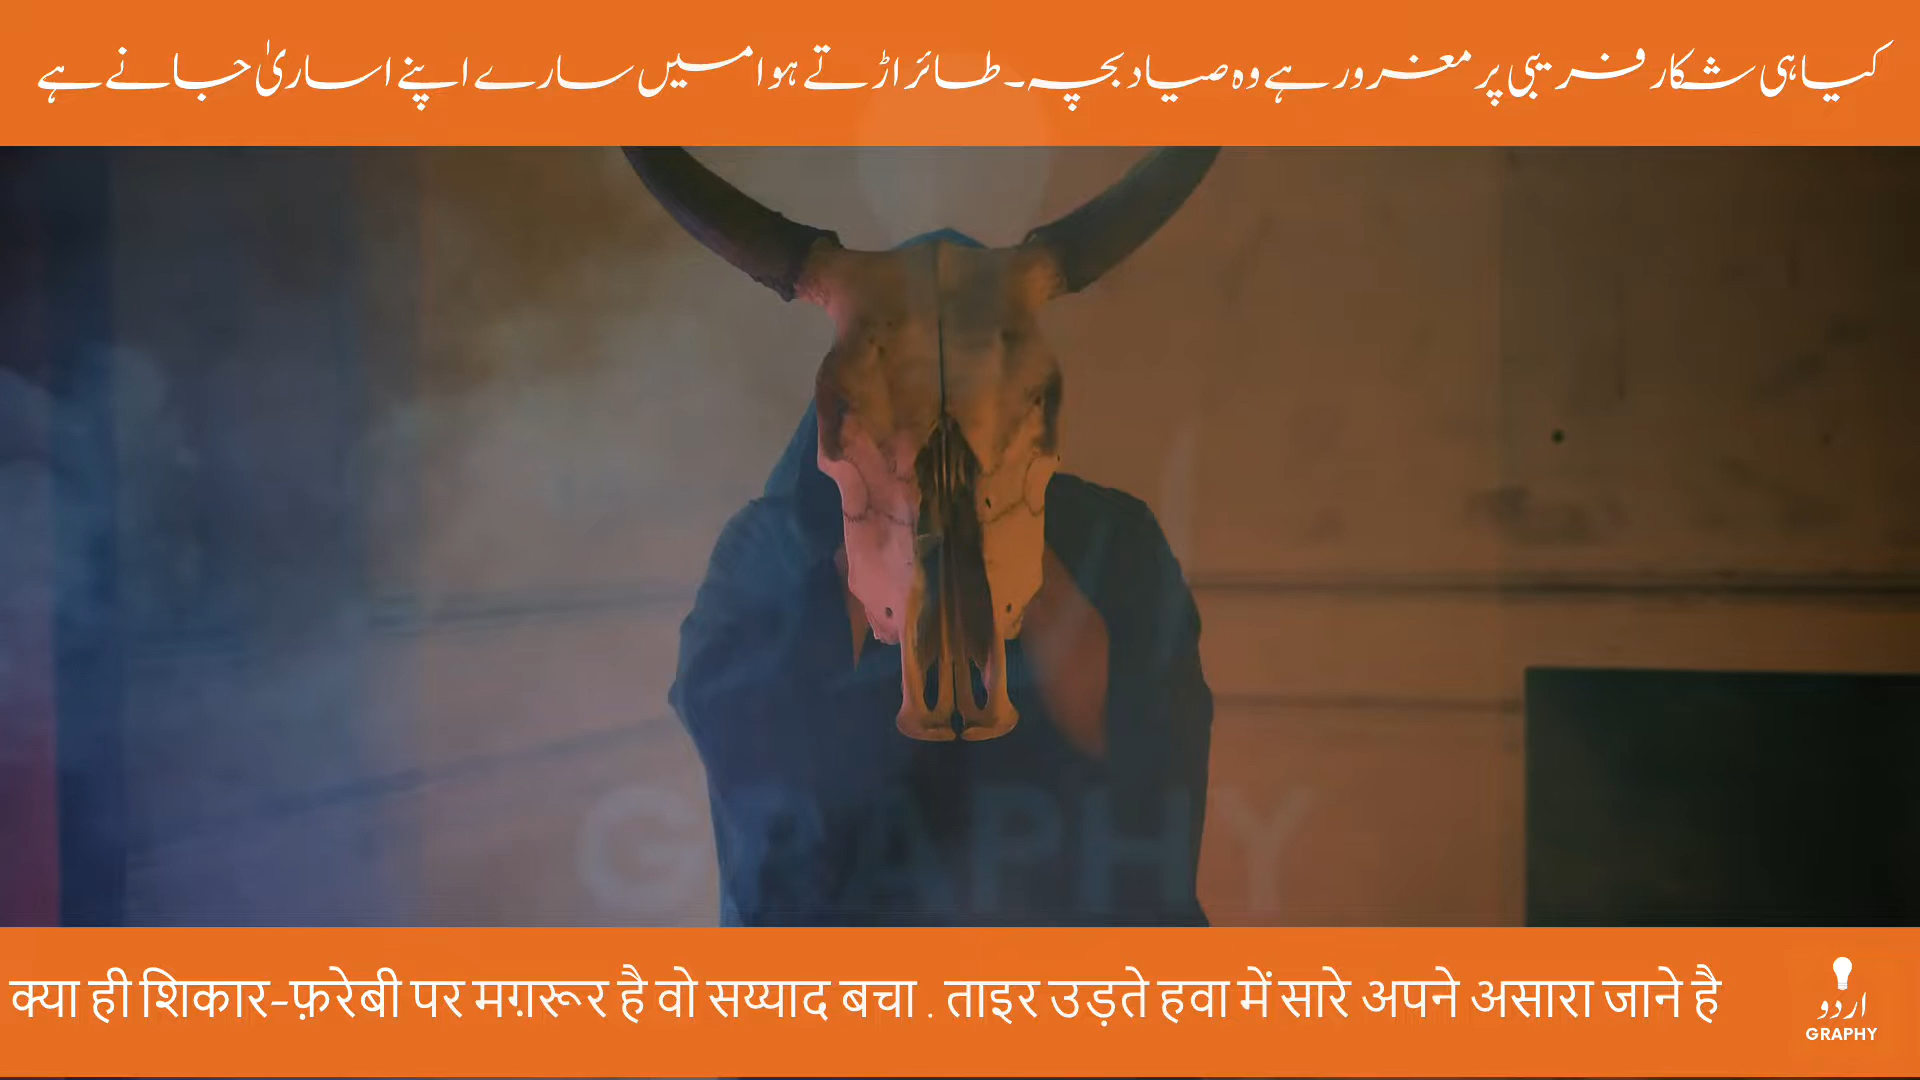 کیا ہی شکار فریبی پر مغرور ہے وہ صیاد بچہ۔ طائر اڑتے ہوا میں سارے اپنے اساریٰ جانے ہے
GRAPHY
क्या ही शिकार-फ़रेबी पर मग़रूर है वो सय्याद बचा . ताइर उड़ते हवा में सारे अपने असारा जाने है
اردو
GRAPHY